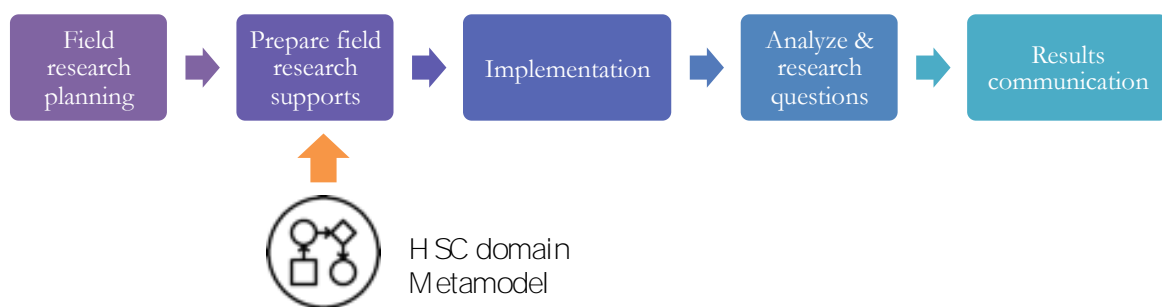 Field
research
planning
Prepare field
research
supports
Implementation
Analyze &
research
questions
Results
communication
HSC domain
Metamodel